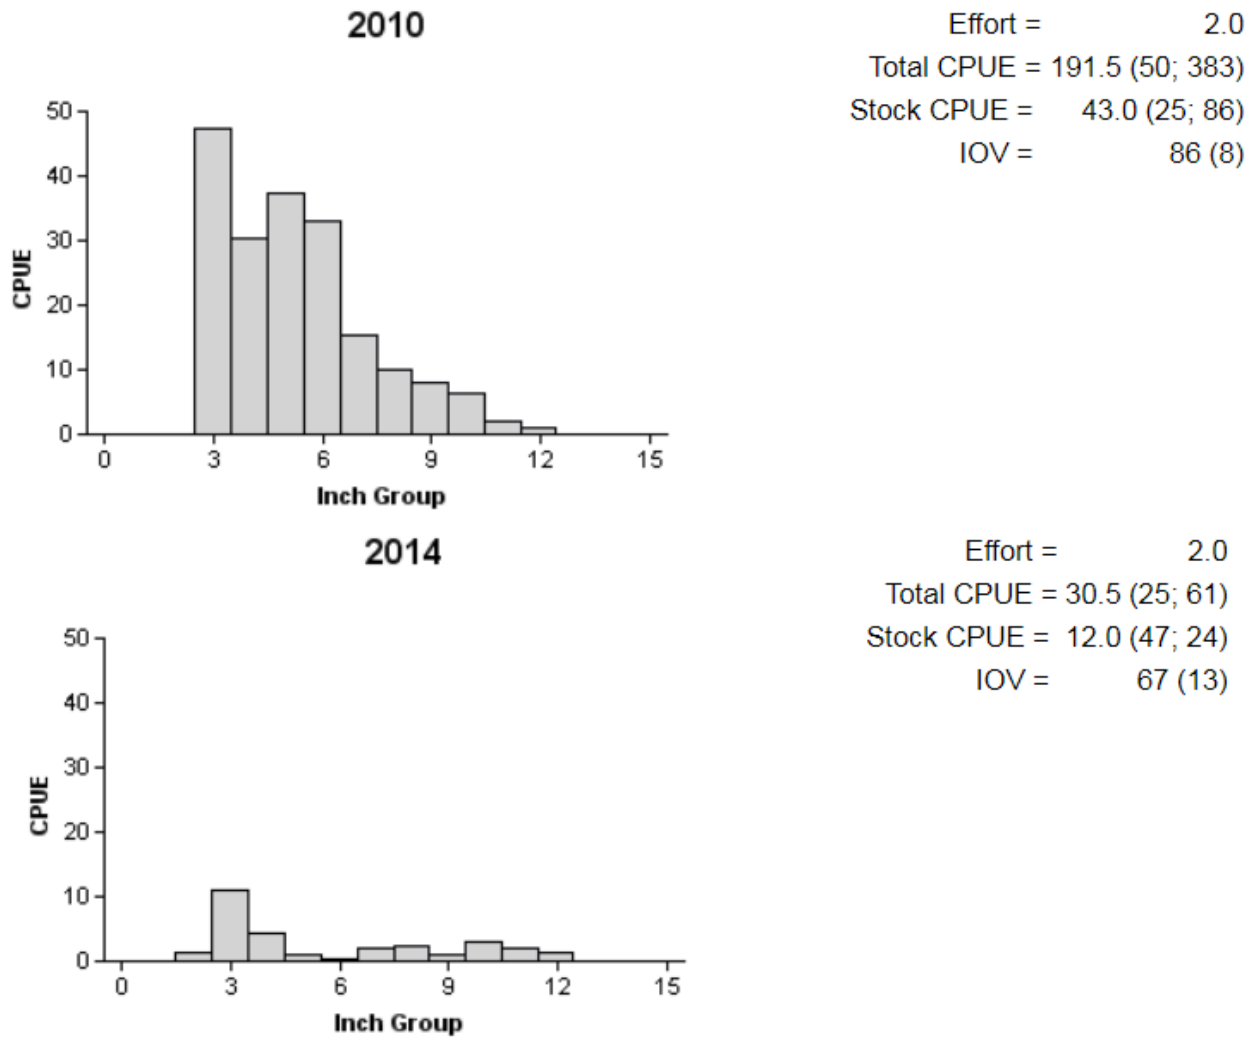 2010
Effort = 2.0
Total CPUE = 191.5 (50; 383)
Stock CPUE = 43.0 (25; 86)
IOV = 86 (8)
50
40
30
20
10
0
CPUE
0 3 6 9 12 15
Inch Group
2014
Effort = 2.0
Total CPUE = 30.5 (25; 61)
Stock CPUE = 12.0 (47; 24)
IOV = 67 (13)
50
40
30
20
10
0
CPUE
0 3 6 9 12 15
Inch Group